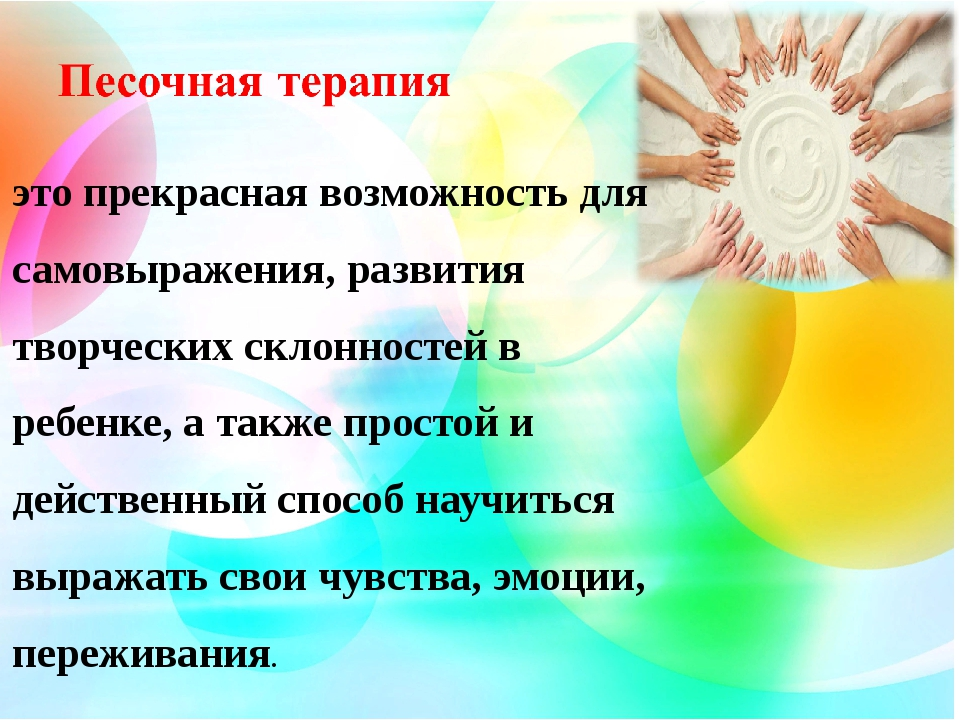 Песочная терапия
это прекрасная возможность для
самовыражения, развития
творческих склонностей в
ребенке, а также простой и
действенный способ научиться
выражать свои чувства, эмоции,
переживания.